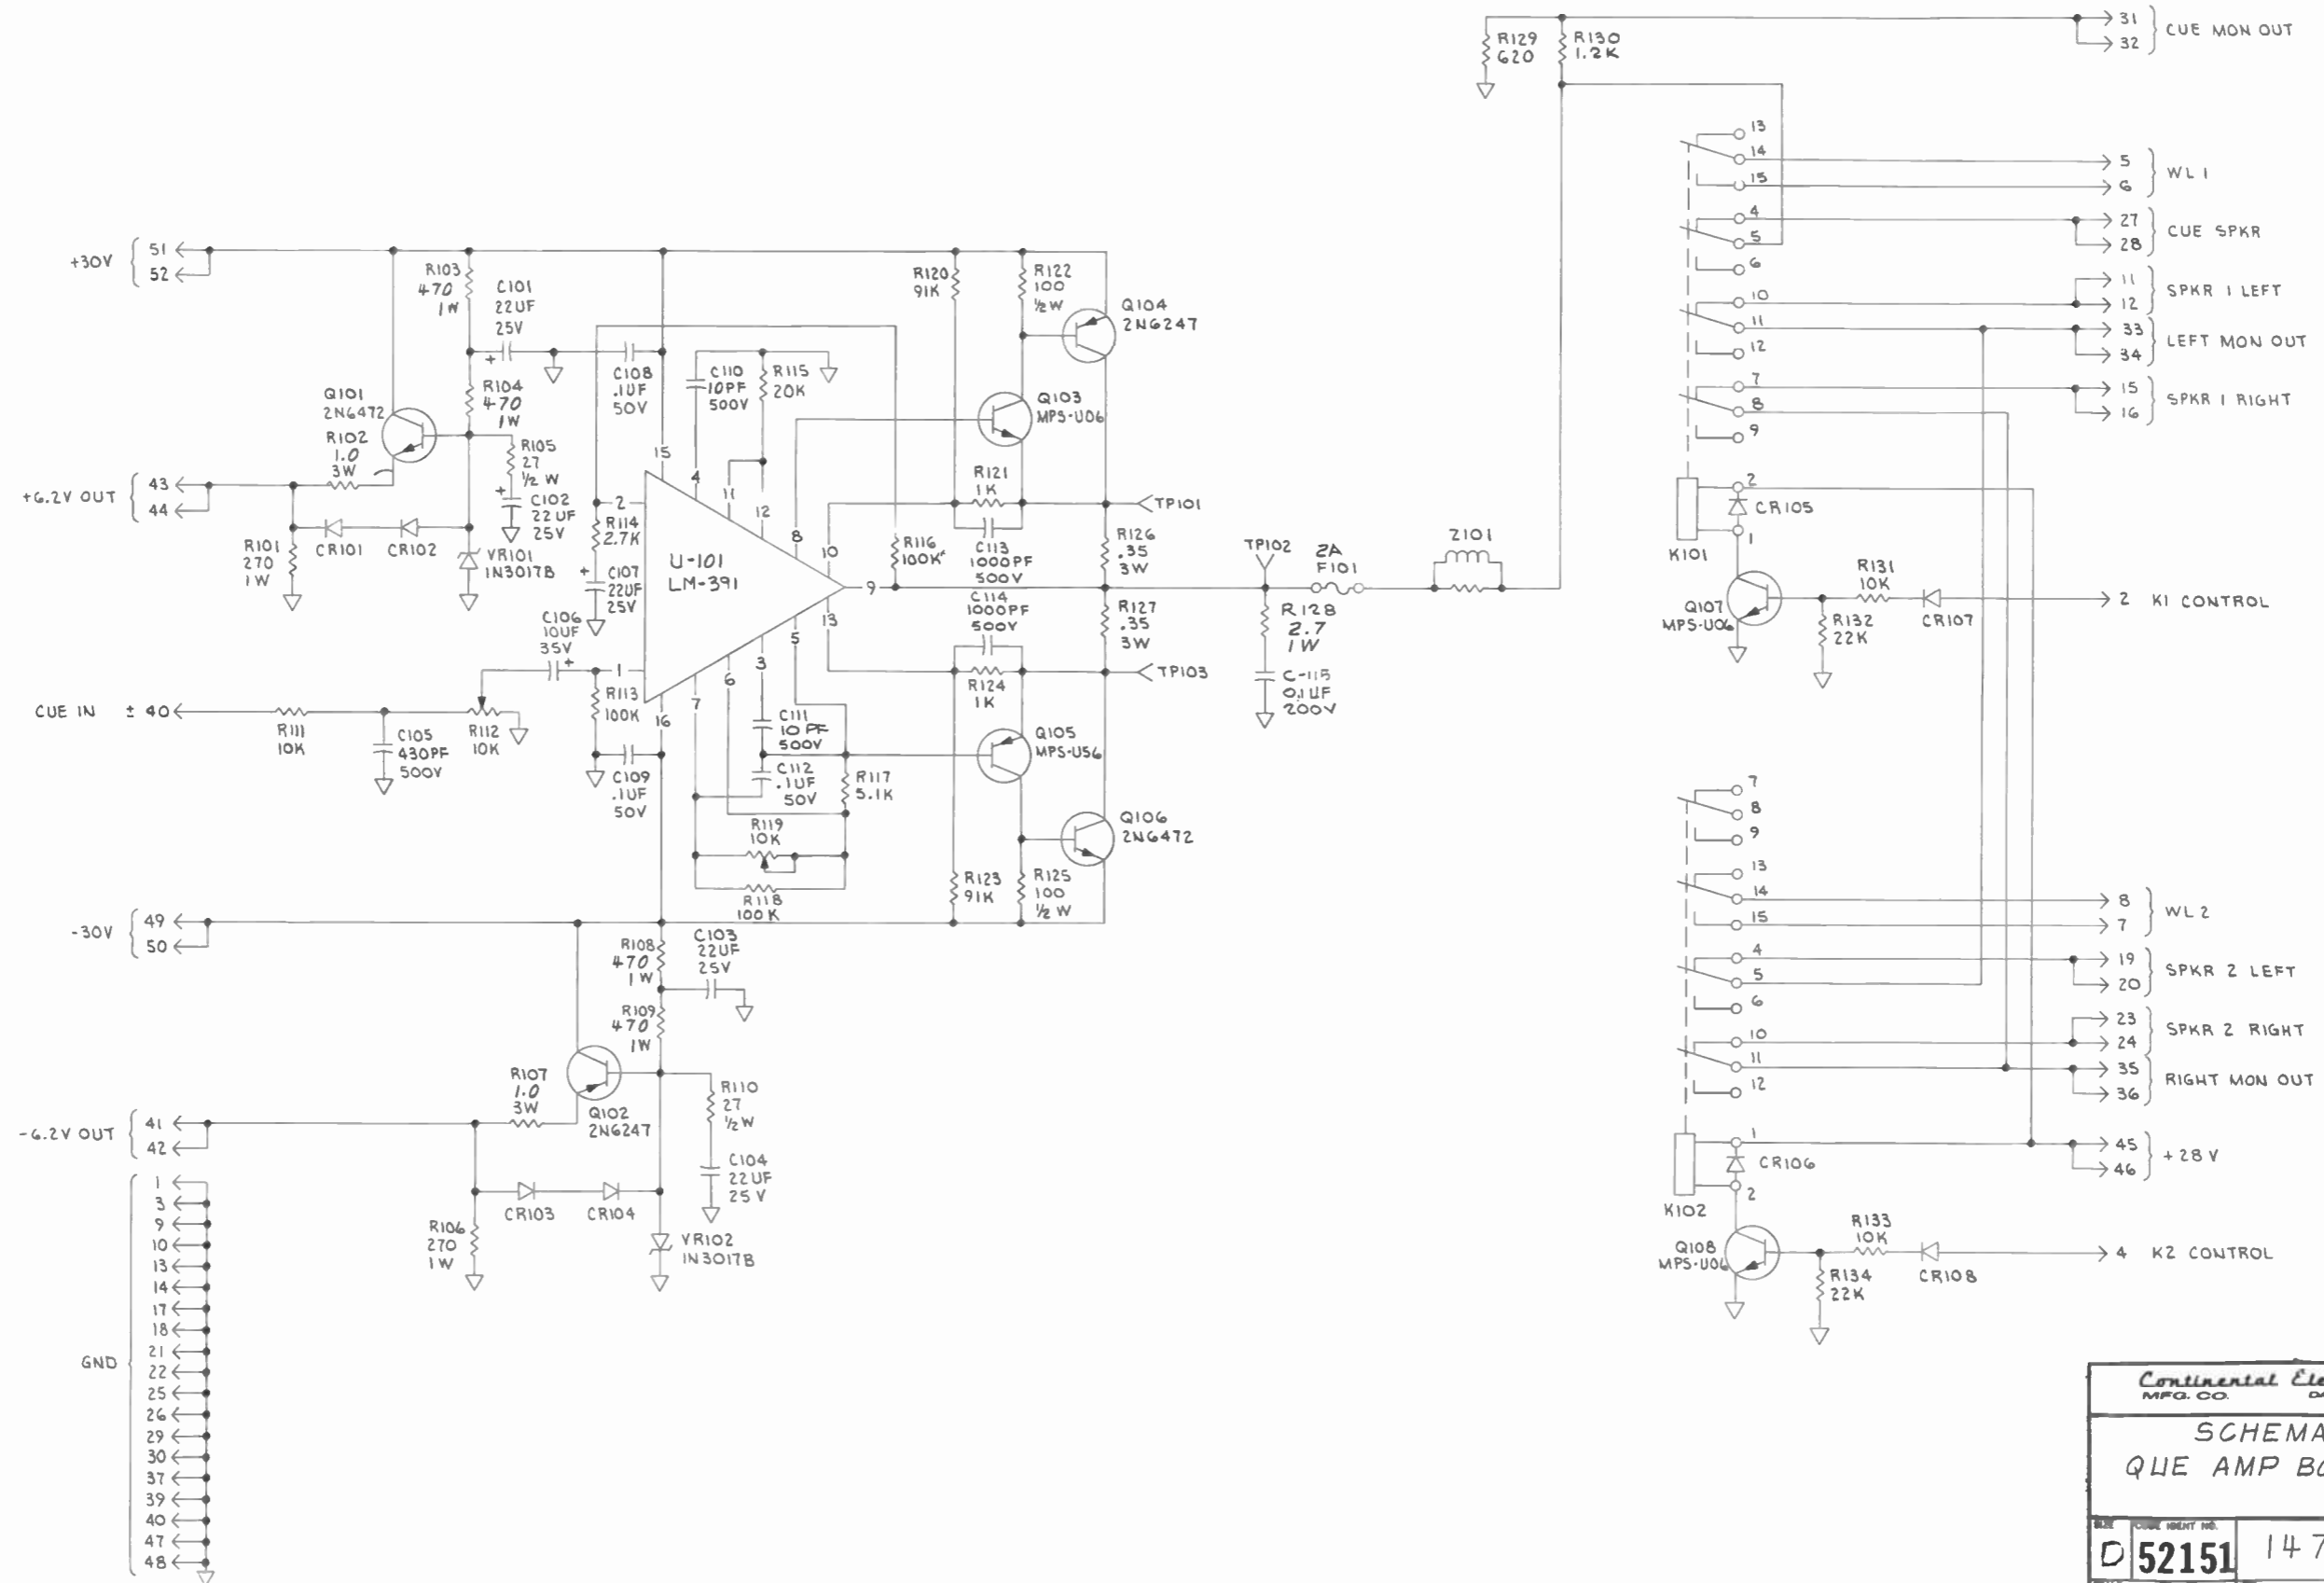 31
32
CUE MON OUT
R129
620
R130
1.2K
13
14
15
5
6
WL 1
4
5
6
27
28
CUE SPKR
10
11
12
11
12
SPKR 1 LEFT
33
34
LEFT MON OUT
7
8
9
15
16
SPKR 1 RIGHT
2
CR105
1
K101
Q107
MPS-U06
R131
10K
R132
22K
CR107
2 K1 CONTROL
+30V
51
52
R103
470
1W
C101
22UF
25V
+
R104
470
1W
Q101
2N6472
R102
1.0
3W
R105
27
1/2 W
+
C102
22UF
25V
+6.2V OUT
43
44
R101
270
1W
CR101
CR102
VR101
1N3017B
C108
.1UF
50V
C110
10PF
500V
R115
20K
R120
91K
R122
100
1/2W
Q104
2N6247
Q103
MPS-U06
R121
1K
C113
1000PF
500V
TP101
R126
.35
3W
R127
.35
3W
TP103
C114
1000PF
500V
R124
1K
R116
100K
R114
2.7K
+
C107
22UF
25V
U-101
LM-391
15
4
11
12
8
10
9
13
5
3
6
7
16
1
2
C106
10UF
35V
+
R113
100K
CUE IN ± 40
R111
10K
C105
430PF
500V
R112
10K
C109
.1UF
50V
C111
10PF
500V
C112
.1UF
50V
R117
5.1K
R119
10K
R118
100K
Q105
MPS-U56
Q106
2N6472
R123
91K
R125
100
1/2 W
TP102
2A
F101
Z101
R128
2.7
1W
C-115
0.1UF
200V
-30V
49
50
R108
470
1W
C103
22UF
25V
R109
470
1W
R107
1.0
3W
Q102
2N6247
R110
27
1/2W
C104
22UF
25V
-6.2V OUT
41
42
CR103
CR104
R106
270
1W
VR102
1N3017B
GND
1
3
9
10
13
14
17
18
21
22
25
26
29
30
37
39
40
47
48
7
8
9
13
14
15
8
7
WL 2
4
5
6
19
20
SPKR 2 LEFT
10
11
12
23
24
SPKR 2 RIGHT
35
36
RIGHT MON OUT
1
CR106
2
K102
45
46
+28V
Q108
MPS-U06
R133
10K
R134
22K
CR108
4 K2 CONTROL
Continental Ele
MFG. CO.
SCHEMA
QUE AMP BO
SIZE
CODE IDENT NO.
D
52151
147